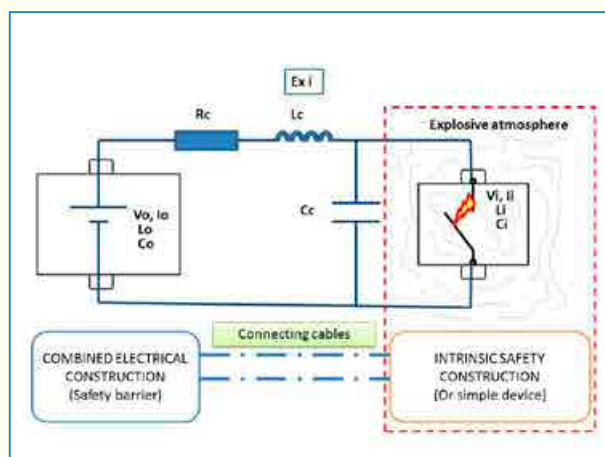 Ex i
Rc
Lc
Explosive atmosphere
Vo, Io
Lo
Co
Cc
Vi, Ii
Li
Ci
Connecting cables
COMBINED ELECTRICAL
CONSTRUCTION
(Safety barrier)
INTRINSIC SAFETY
CONSTRUCTION
(Or simple device)